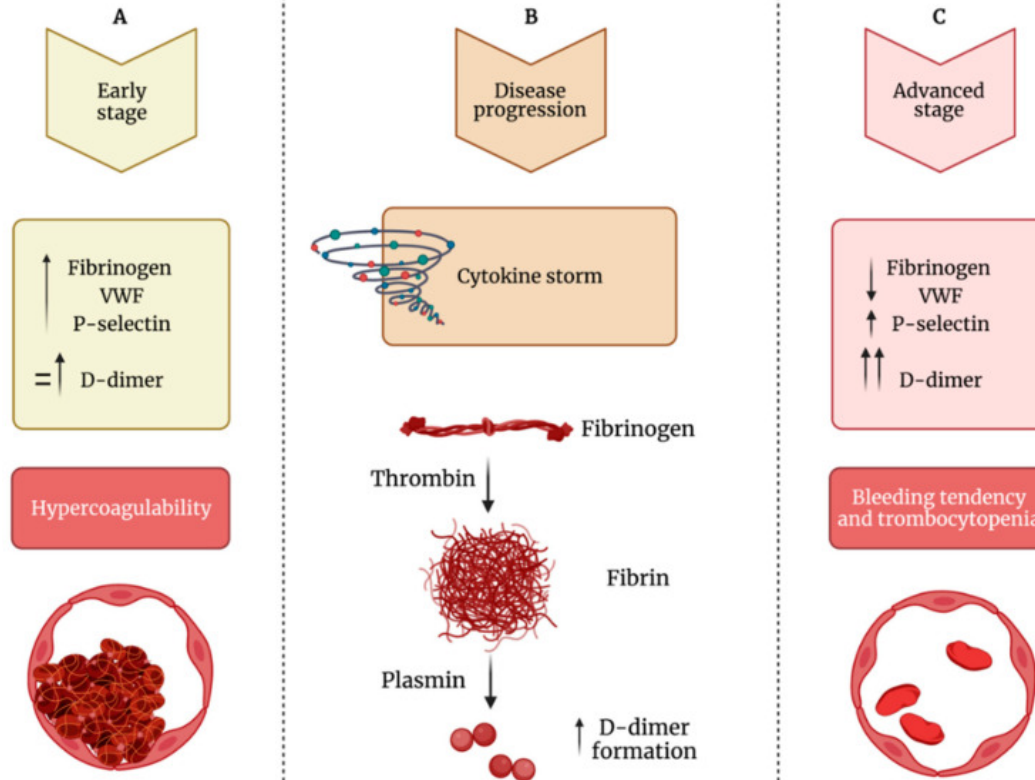 A
Early
stage
↑ Fibrinogen
VWF
P-selectin
=↑ D-dimer
Hypercoagulability
B
Disease
progression
Cytokine storm
Fibrinogen
Thrombin
Fibrin
Plasmin
↑ D-dimer
formation
C
Advanced
stage
↓ Fibrinogen
VWF
↑ P-selectin
↑↑ D-dimer
Bleeding tendency
and trombocytopenia